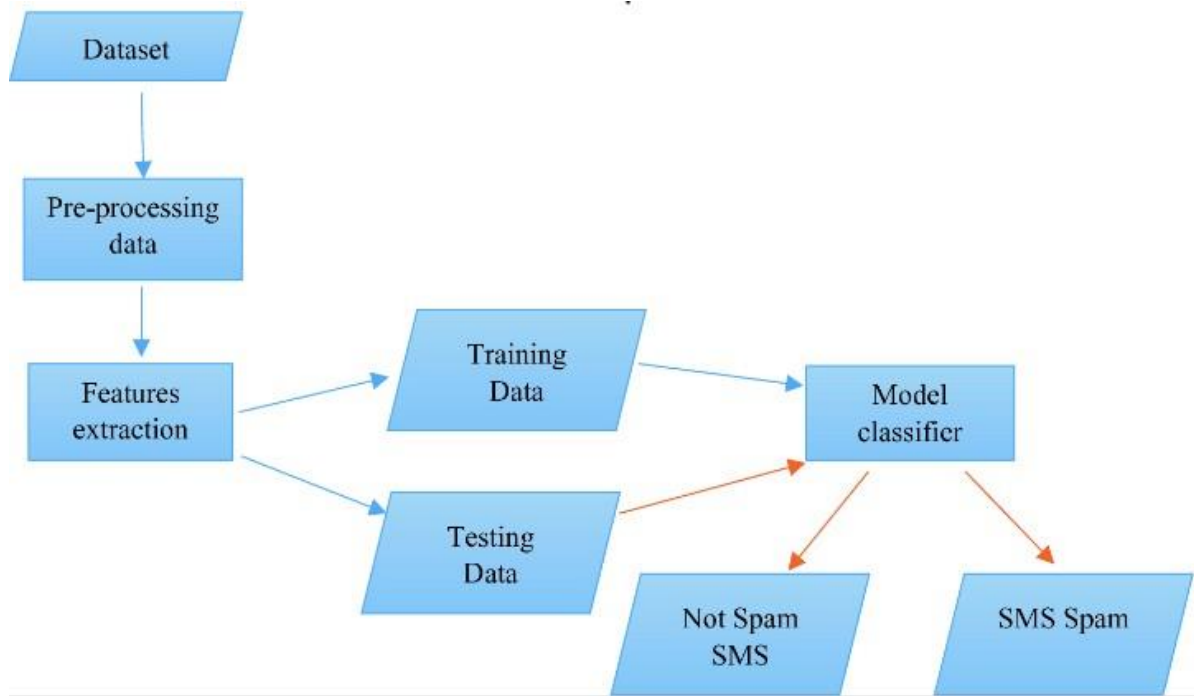 Dataset
Pre-processing
data
Features
extraction
Training
Data
Testing
Data
Model
classifier
Not Spam
SMS
SMS Spam